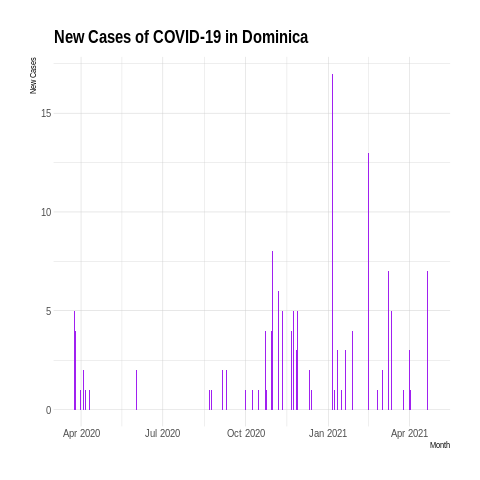 New Cases of COVID-19 in Dominica
New Cases
15
10
5
0
Apr 2020 Jul 2020 Oct 2020 Jan 2021 Apr 2021
Month